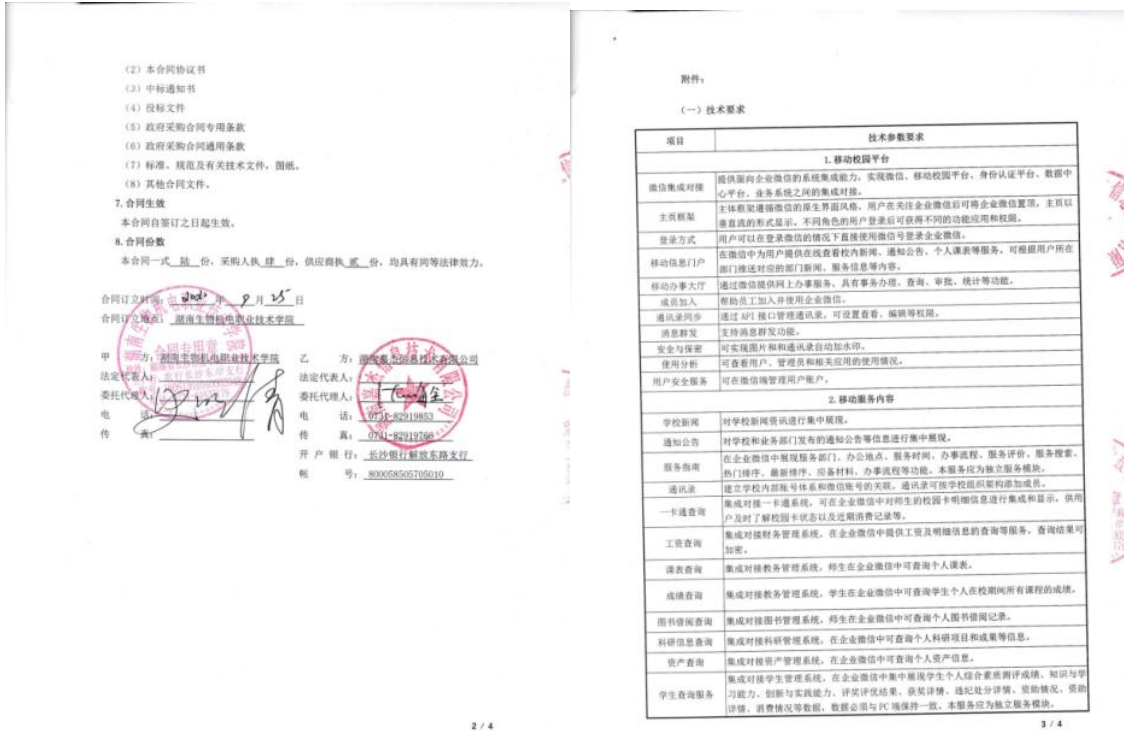 （2）本合同协议书
（3）中标通知书
（4）投标文件
（5）政府采购合同专用条款
（6）政府采购合同通用条款
（7）标准、规范及有关技术文件，图纸。
（8）其他合同文件。
7.合同生效
本合同自签订之日起生效。
8.合同份数
本合同一式 陆 份，采购人执 肆 份，供应商执 贰 份，均具有同等法律效力。
合同订立时间： 2020 年 9 月 25 日
合同订立地点： 湖南生物机电职业技术学院
甲 方：湖南生物机电职业技术学院
法定代表人：
委托代理人：
电 话：
传 真：
乙 方：
法定代表人：
委托代理人：
电 话： 0731-82919853
传 真： 0731-82919766
开 户 银 行： 长沙银行解放东路支行
帐 号： 800058505705010
2 / 4
附件：
（一）技术要求
项目 技术参数要求
1.移动校园平台
微信集成对接 提供面向企业微信的系统集成能力，实现微信、移动校园平台、身份认证平台、数据中
心平台、业务系统之间的集成对接。
主页框架 主体框架遵循微信的原生界面风格，用户在关注企业微信后可将企业微信置顶，主页以
垂直流的形式显示，不同角色的用户登录后可获得不同的功能应用和权限。
登录方式 用户可以在登录微信的情况下直接使用微信号登录企业微信。
移动信息门户 在微信中为用户提供在线查看校内新闻、通知公告、个人课表等服务，可根据用户所在
部门推送对应的部门新闻、服务信息等内容。
移动办事大厅 通过微信提供网上办事服务，具有事务办理、查询、审批、统计等功能。
成员加入 帮助员工加入并使用企业微信。
通讯录同步 通过 API 接口管理通讯录，可设置查看、编辑等权限。
消息群发 支持消息群发功能。
安全与保密 可实现图片和和通讯录自动加水印。
使用分析 可查看用户、管理员和相关应用的使用情况。
用户安全服务 可在微信端管理用户账户。
2.移动服务内容
学校新闻 对学校新闻资讯进行集中展现。
通知公告 对学校和业务部门发布的通知公告等信息进行集中展现。
服务指南 在企业微信中展现服务部门、办公地点、服务时间、办事流程、服务评价、服务搜索、
热门排序、最新排序、应备材料、办事流程等功能。本服务应为独立服务模块。
通讯录 建立学校内部账号体系和微信账号的关联，通讯录可按学校组织架构添加成员。
一卡通查询 集成对接一卡通系统，可在企业微信中对师生的校园卡明细信息进行集成和显示，供用
户及时了解校园卡状态以及近期消费记录等。
工资查询 集成对接财务管理系统，在企业微信中提供工资及明细信息的查询等服务，查询结果可
加密。
课表查询 集成对接教务管理系统，师生在企业微信中可查询个人课表。
成绩查询 集成对接教务管理系统，学生在企业微信中可查询学生个人在校期间所有课程的成绩。
图书借阅查询 集成对接图书管理系统，师生在企业微信中可查询个人图书借阅记录。
科研信息查询 集成对接科研管理系统，在企业微信中可查询个人科研项目和成果等信息。
资产查询 集成对接资产管理系统，在企业微信中可查询个人资产信息。
学生查询服务 集成对接学生管理系统，在企业微信中集中展现学生个人综合素质测评成绩、知识与学
习能力、创新与实践能力、评奖评优结果、获奖详情、违纪处分详情、资助情况、资助
详情、消费情况等数据，数据必须与 PC 端保持一致。本服务应为独立服务模块。
3 / 4